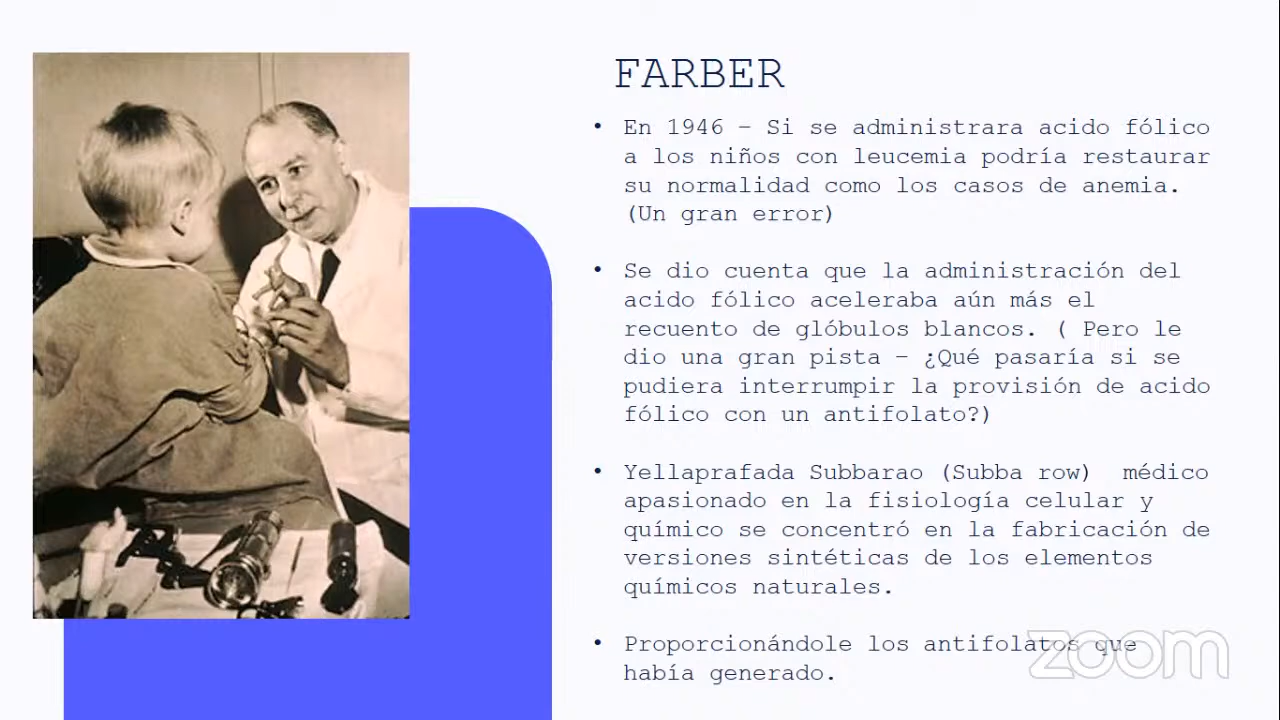 FARBER
• En 1946 – Si se administrara acido fólico
a los niños con leucemia podría restaurar
su normalidad como los casos de anemia.
(Un gran error)
• Se dio cuenta que la administración del
acido fólico aceleraba aún más el
recuento de glóbulos blancos. ( Pero le
dio una gran pista – ¿Qué pasaría si se
pudiera interrumpir la provisión de acido
fólico con un antifolato?)
• Yellaprafada Subbarao (Subba row)  médico
apasionado en la fisiología celular y
químico se concentró en la fabricación de
versiones sintéticas de los elementos
químicos naturales.
• Proporcionándole los antifolatos que
había generado.
zoom